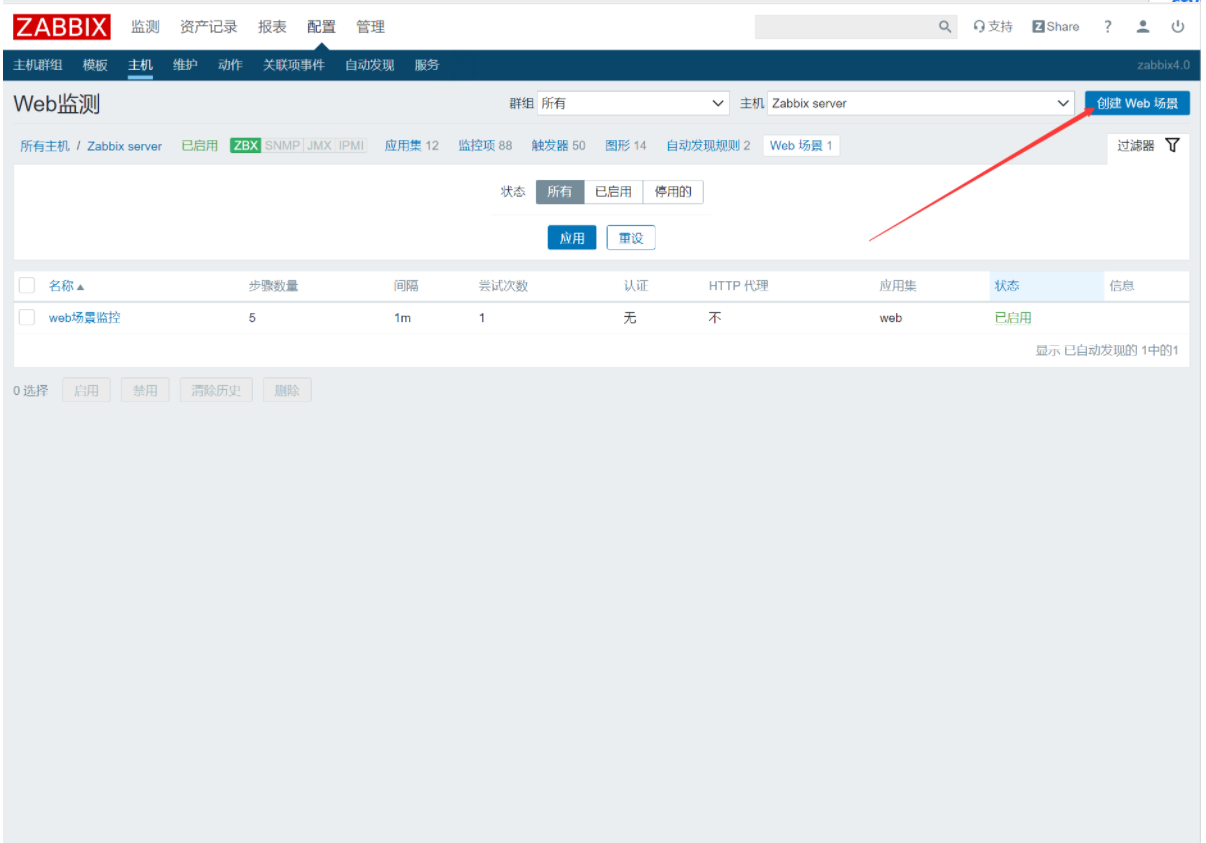 ZABBIX 监测 资产记录 报表 配置 管理 支持 Z Share ?
主机群组 模板 主机 维护 动作 关联项事件 自动发现 服务 zabbix4.0
Web监测 群组 所有 主机 Zabbix server 创建 Web 场景
所有主机 / Zabbix server 已启用 ZBX SNMP JMX IPMI 应用集 12 监控项 88 触发器 50 图形 14 自动发现规则 2 Web 场景 1 过滤器
状态 所有 已启用 停用的
应用 重设
名称 步骤数量 间隔 尝试次数 认证 HTTP 代理 应用集 状态 信息
web场景监控 5 1m 1 无 不 web 已启用
显示 已自动发现的 1中的1
0 选择 启用 禁用 清除历史 删除